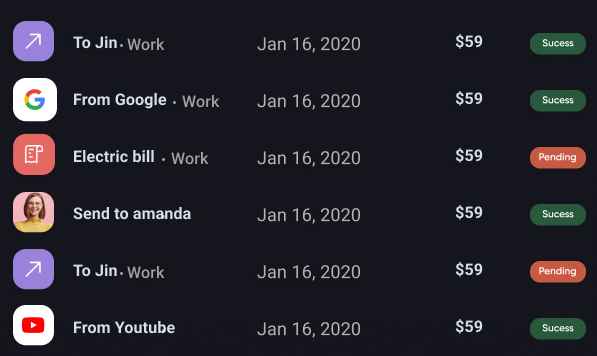 To Jin · Work Jan 16, 2020 $59 Sucess
From Google · Work Jan 16, 2020 $59 Sucess
Electric bill · Work Jan 16, 2020 $59 Pending
Send to amanda Jan 16, 2020 $59 Sucess
To Jin · Work Jan 16, 2020 $59 Pending
From Youtube Jan 16, 2020 $59 Sucess